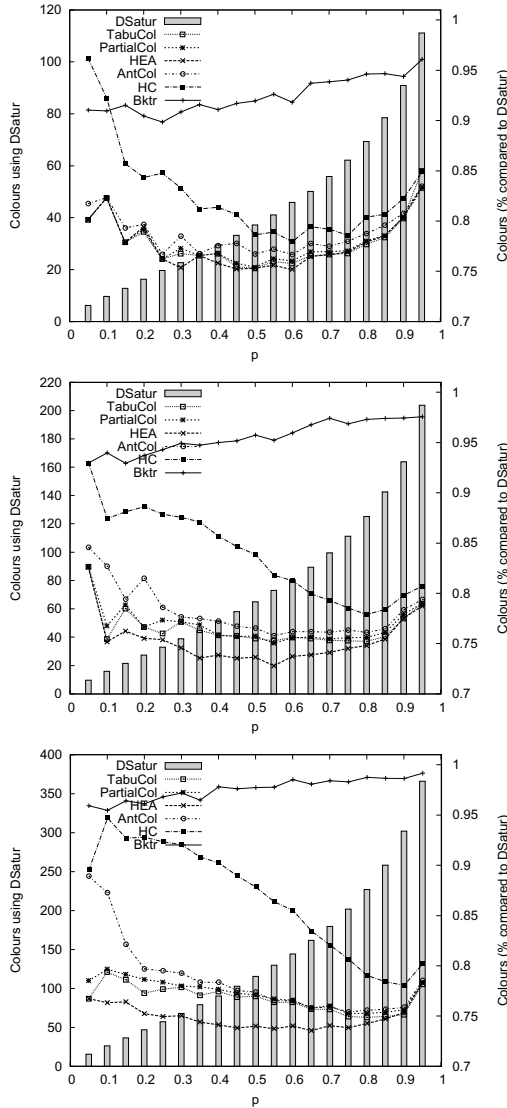 Colours using DSatur
120
100
80
60
40
20
0
DSatur
TabuCol
PartialCol
HEA
AntCol
HC
Bktr
1
0.95
0.9
0.85
0.8
0.75
0.7
Colours (% compared to DSatur)
0 0.1 0.2 0.3 0.4 0.5 0.6 0.7 0.8 0.9 1
p
Colours using DSatur
220
200
180
160
140
120
100
80
60
40
20
0
DSatur
TabuCol
PartialCol
HEA
AntCol
HC
Bktr
1
0.95
0.9
0.85
0.8
0.75
0.7
Colours (% compared to DSatur)
0 0.1 0.2 0.3 0.4 0.5 0.6 0.7 0.8 0.9 1
p
Colours using DSatur
400
350
300
250
200
150
100
50
0
DSatur
TabuCol
PartialCol
HEA
AntCol
HC
Bktr
1
0.95
0.9
0.85
0.8
0.75
0.7
Colours (% compared to DSatur)
0 0.1 0.2 0.3 0.4 0.5 0.6 0.7 0.8 0.9 1
p